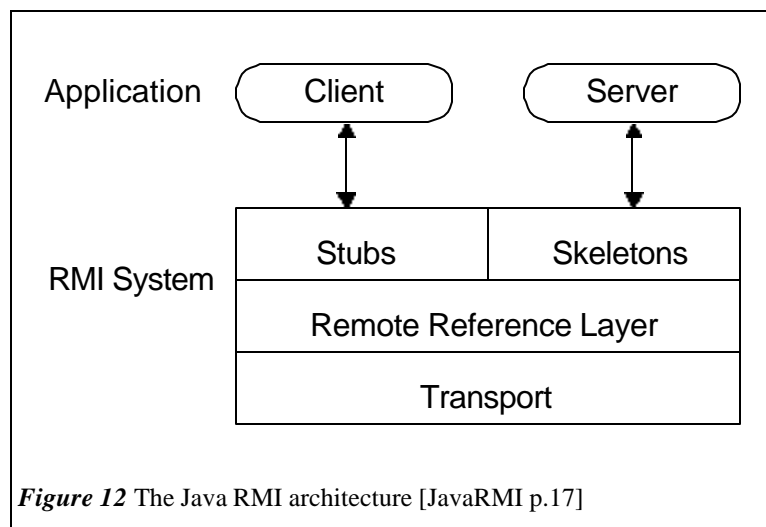 Application Client Server
Stubs Skeletons
RMI System
Remote Reference Layer
Transport
Figure 12 The Java RMI architecture [JavaRMI p.17]